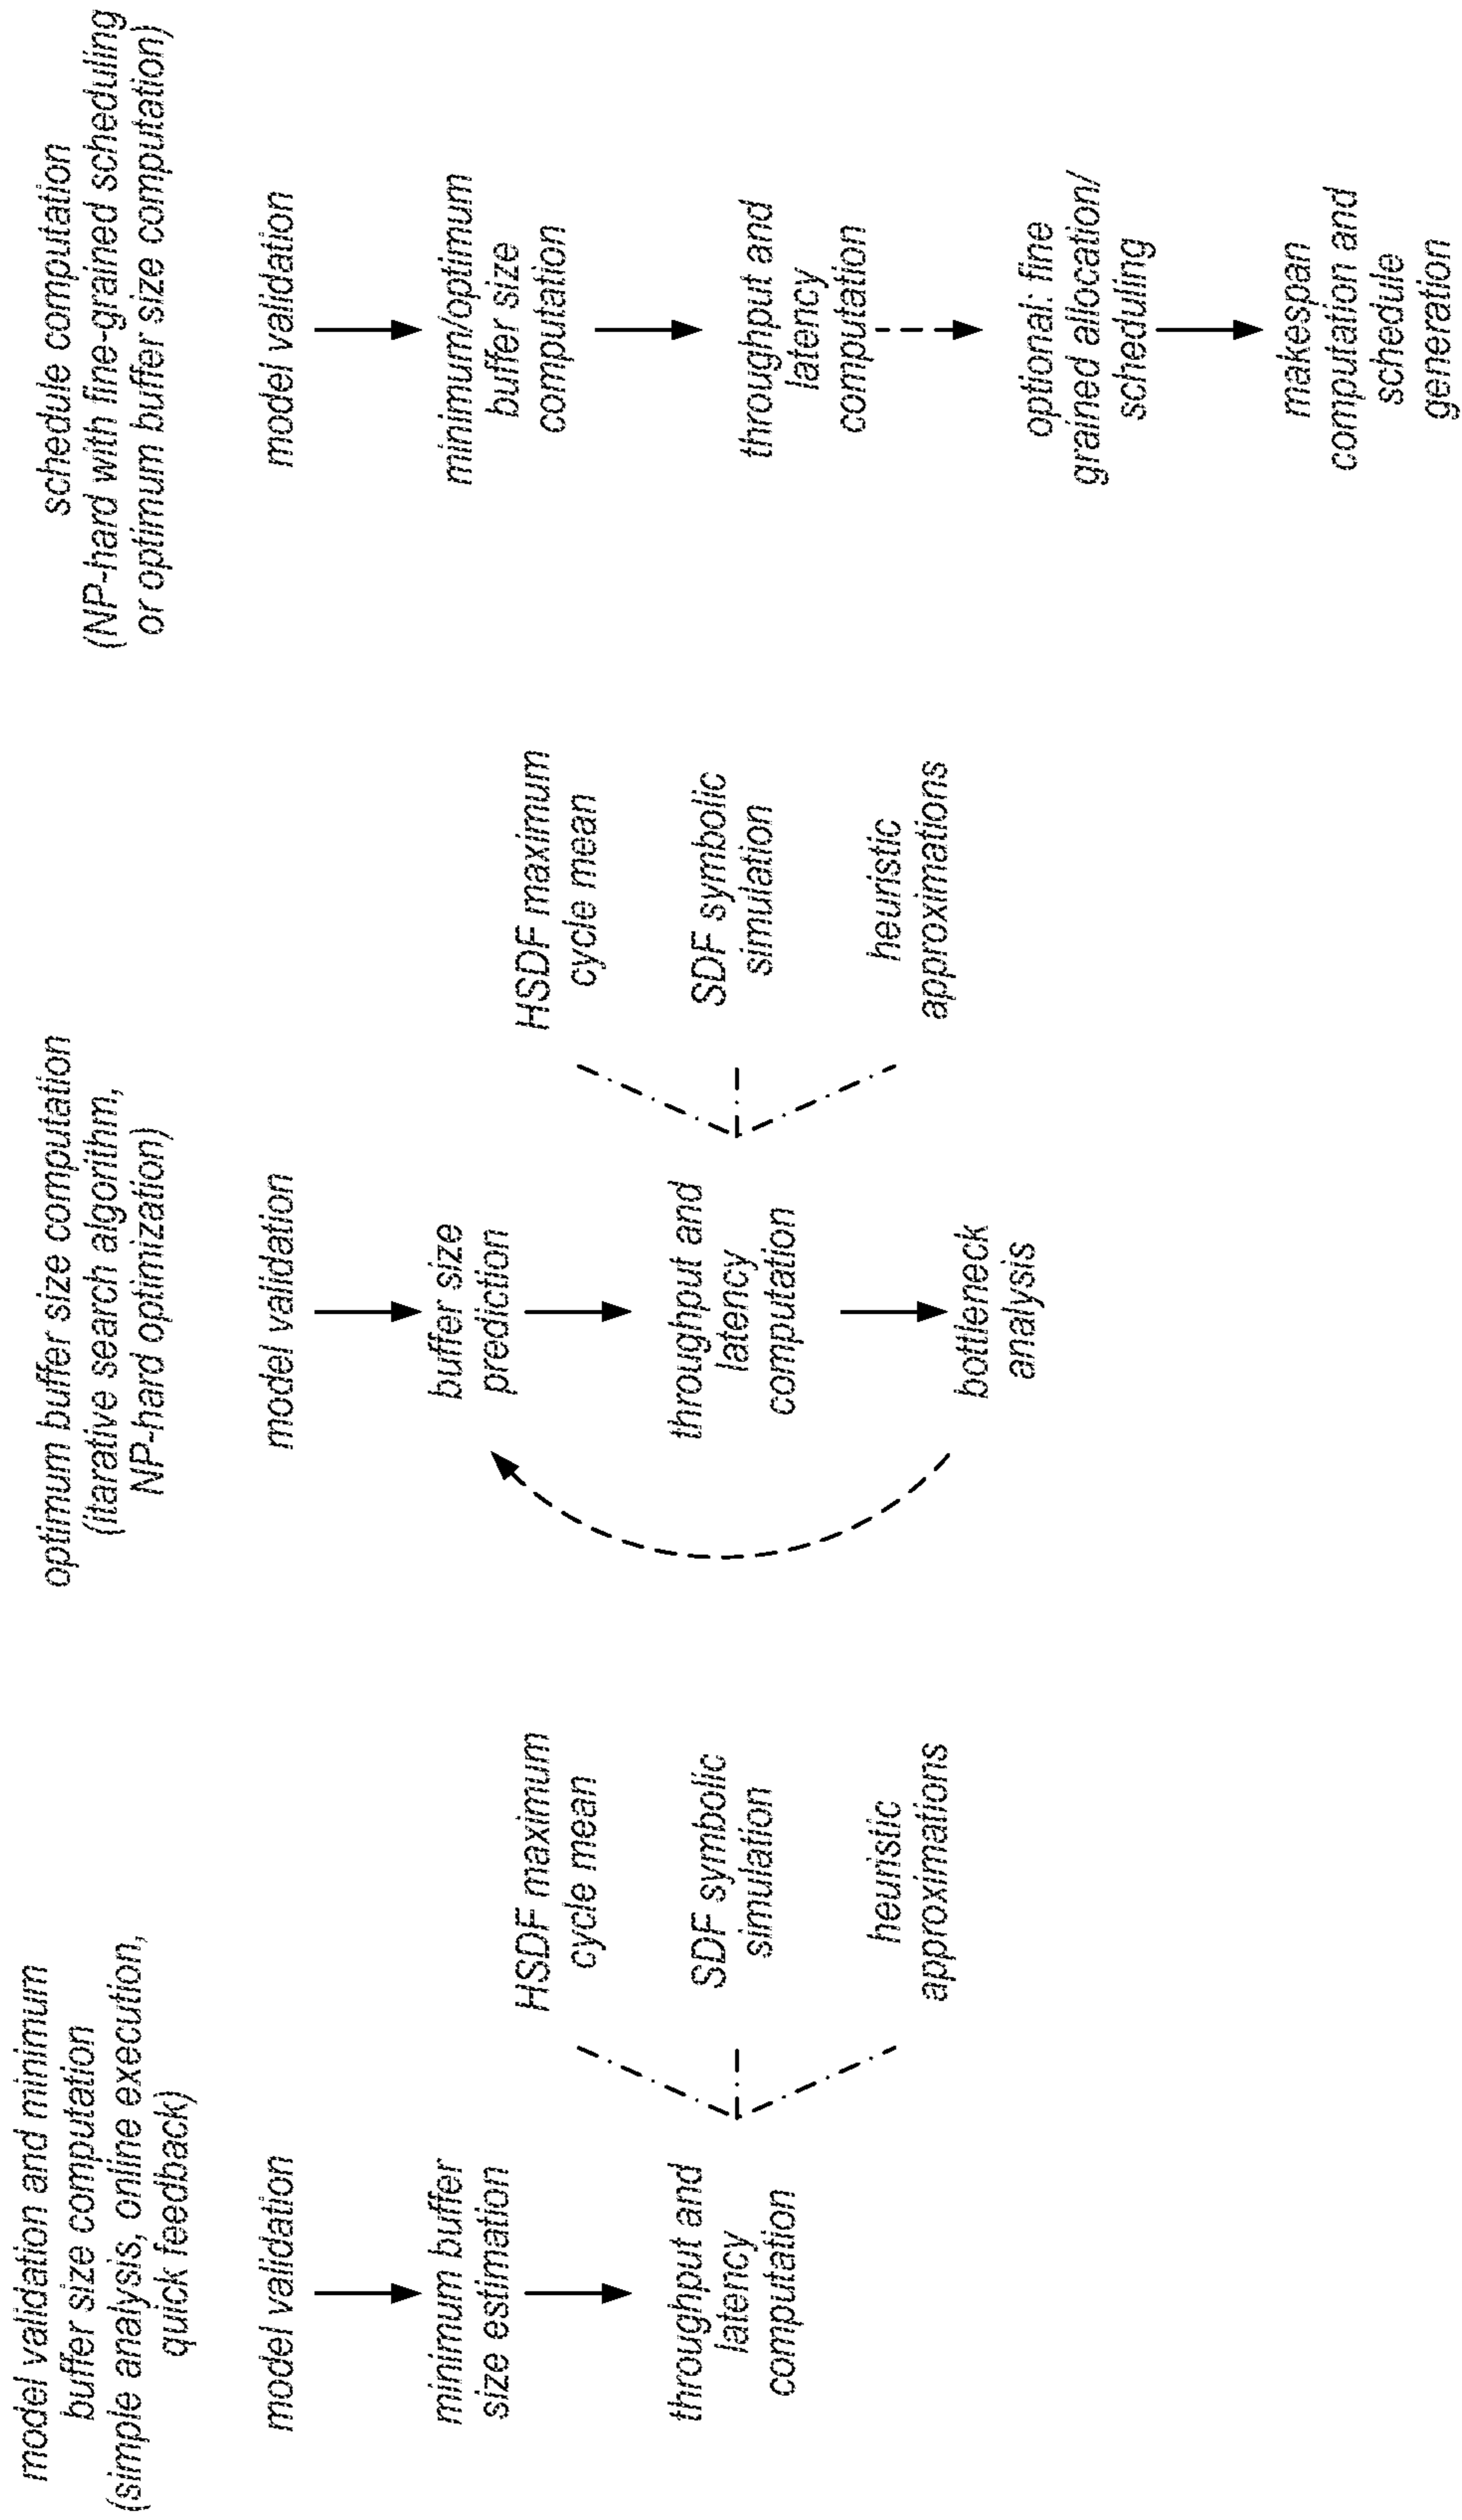 model validation and minimum
buffer size computation
(simple analysis, online execution,
quick feedback)
model validation
minimum buffer
size estimation
throughput and
latency
computation
HSDF maximum
cycle mean
SDF symbolic
simulation
heuristic
approximations
optimum buffer size computation
(itarative search algorithm,
NP-hard optimization)
model validation
buffer size
prediction
throughput and
latency
computation
bottleneck
analysis
HSDF maximum
cycle mean
SDF symbolic
simulation
heuristic
approximations
schedule computation
(NP-hard with fine-grained scheduling
or optimum buffer size computation)
model validation
minimum/optimum
buffer size
computation
throughput and
latency
computation
optional: fine
grained allocation/
scheduling
makespan
computation and
schedule
generation